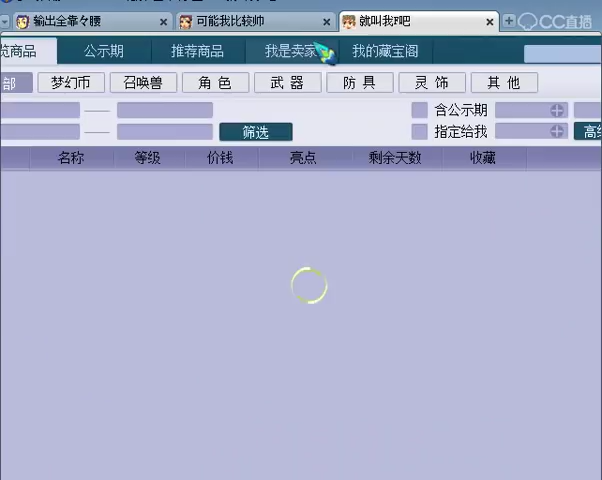 输出全靠々腰 可能我比较帅 就叫我F吧 CC直播
览商品 公示期 推荐商品 我是卖家 我的藏宝阁
部 梦幻币 召唤兽 角色 武器 防具 灵饰 其他
含公示期
筛选 指定给我 高级
名称 等级 价钱 亮点 剩余天数 收藏